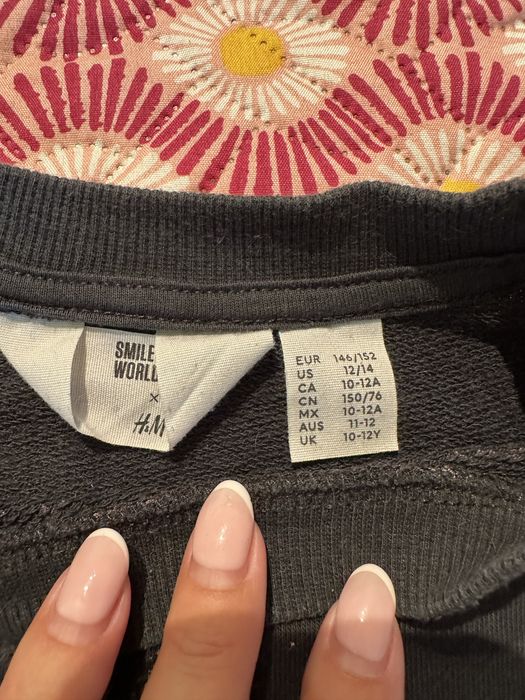 SMILE
WORLD
×
H&M
EUR 146/152
US 12/14
CA 10-12A
CN 150/76
MX 10-12A
AUS 11-12
UK 10-12Y